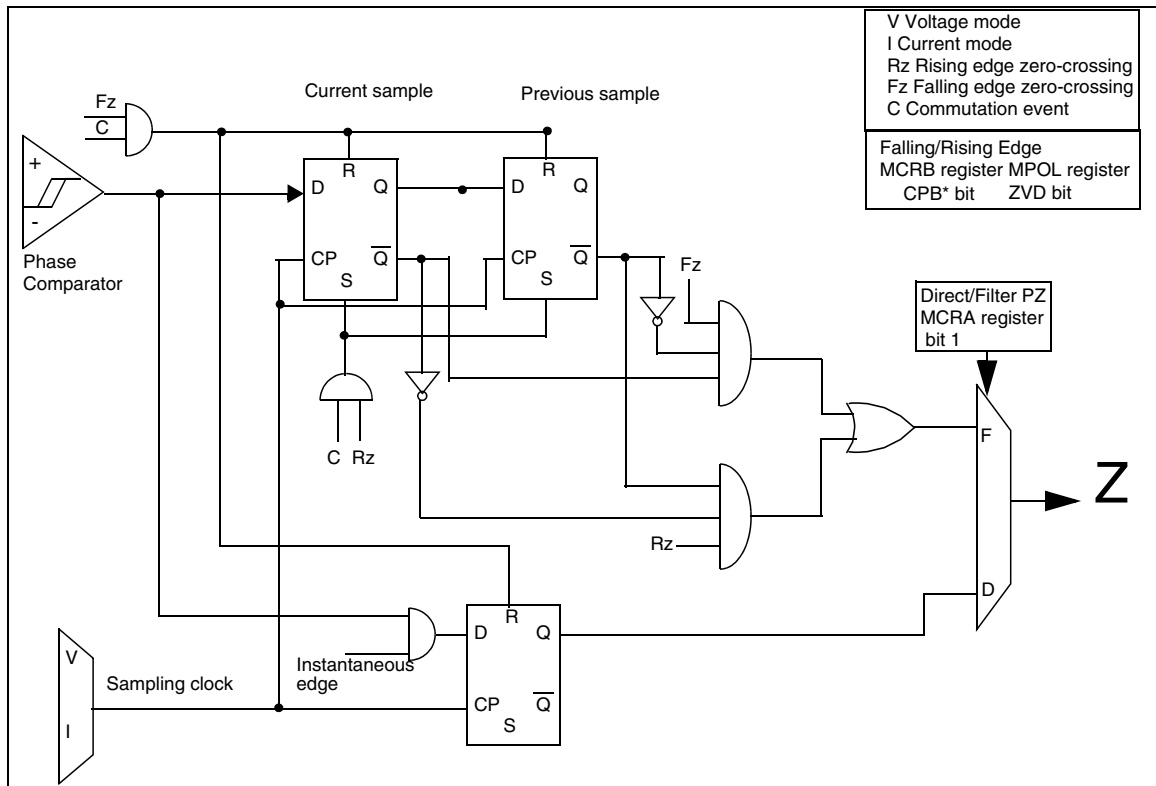 V Voltage mode
I Current mode
Rz Rising edge zero-crossing
Fz Falling edge zero-crossing
C Commutation event
Falling/Rising Edge
MCRB register MPOL register
CPB* bit ZVD bit
Current sample
Previous sample
Fz
C
+
-
Phase
Comparator
D
R
Q
CP
Q
S
D
R
Q
CP
Q
S
Fz
Direct/Filter PZ
MCRA register
bit 1
C Rz
F
Z
Rz
D
V
I
Sampling clock
Instantaneous
edge
D
R
Q
CP
Q
S